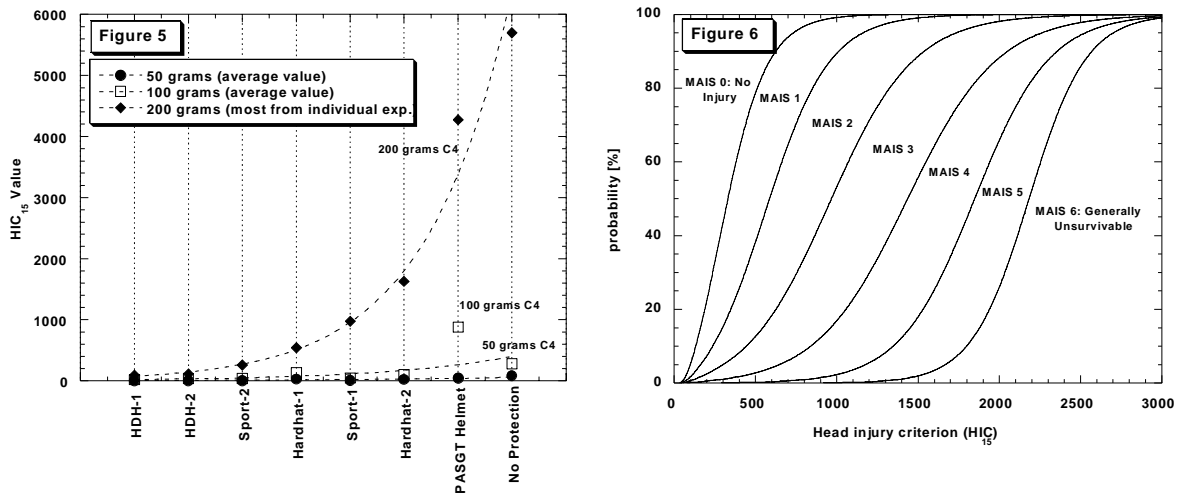 Figure 5
50 grams (average value)
100 grams (average value)
200 grams (most from individual exp.)
6000
5000
4000
3000
2000
1000
0
HIC15 Value
200 grams C4
100 grams C4
50 grams C4
HDH-1
HDH-2
Sport-2
Hardhat-1
Sport-1
Hardhat-2
PASGT Helmet
No Protection
Figure 6
100
80
60
40
20
0
probability [%]
MAIS 0: No
Injury
MAIS 1
MAIS 2
MAIS 3
MAIS 4
MAIS 5
MAIS 6: Generally
Unsurvivable
0 500 1000 1500 2000 2500 3000
Head injury criterion (HIC15)